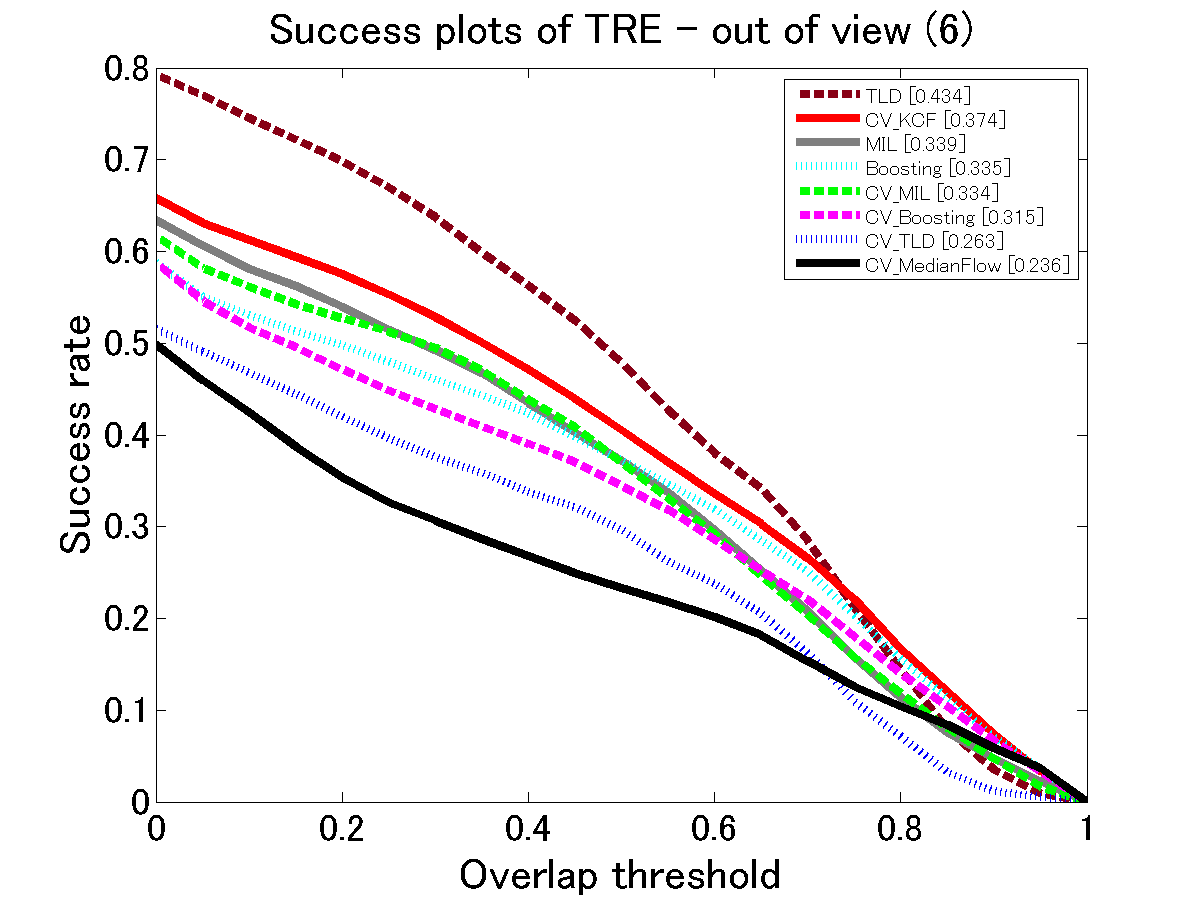 Success plots of TRE - out of view (6)
0.8
0.7
0.6
0.5
0.4
0.3
0.2
0.1
0
Success rate
TLD [0.434]
CV_KCF [0.374]
MIL [0.339]
Boosting [0.335]
CV_MIL [0.334]
CV_Boosting [0.315]
CV_TLD [0.263]
CV_MedianFlow [0.236]
0 0.2 0.4 0.6 0.8 1
Overlap threshold